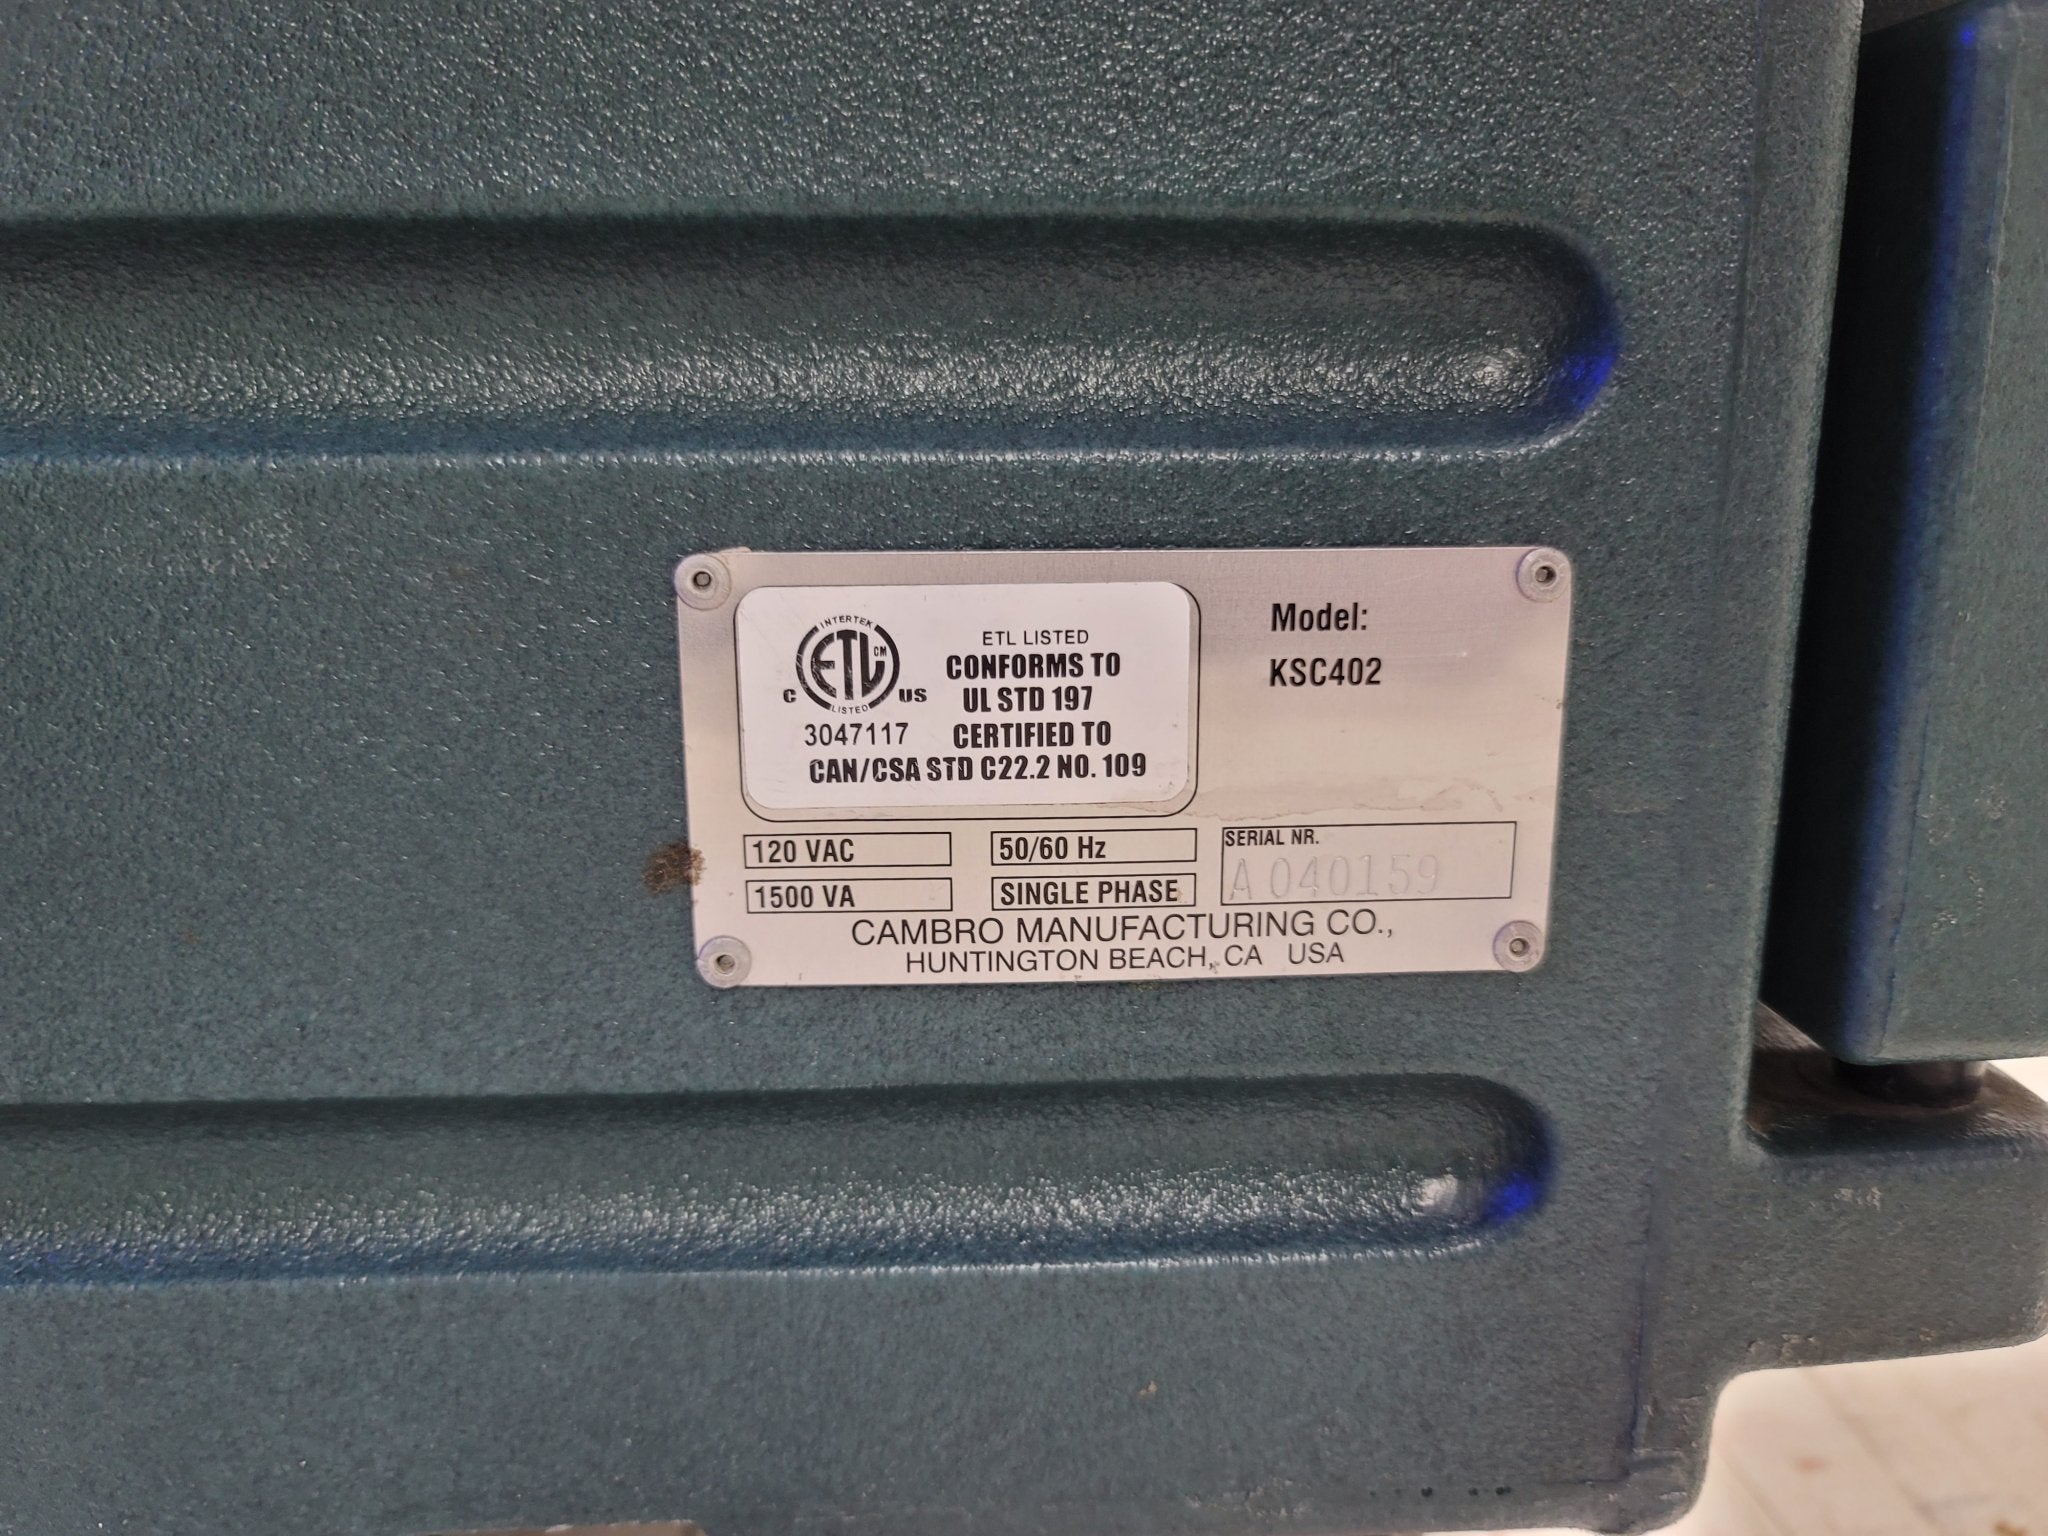 INTERTEK
ETL CM
C US
LISTED
3047117
ETL LISTED
CONFORMS TO
UL STD 197
CERTIFIED TO
CAN/CSA STD C22.2 NO. 109
Model:
KSC402
120 VAC
50/60 Hz
SERIAL NR.
A 040159
1500 VA
SINGLE PHASE
CAMBRO MANUFACTURING CO.,
HUNTINGTON BEACH, CA USA